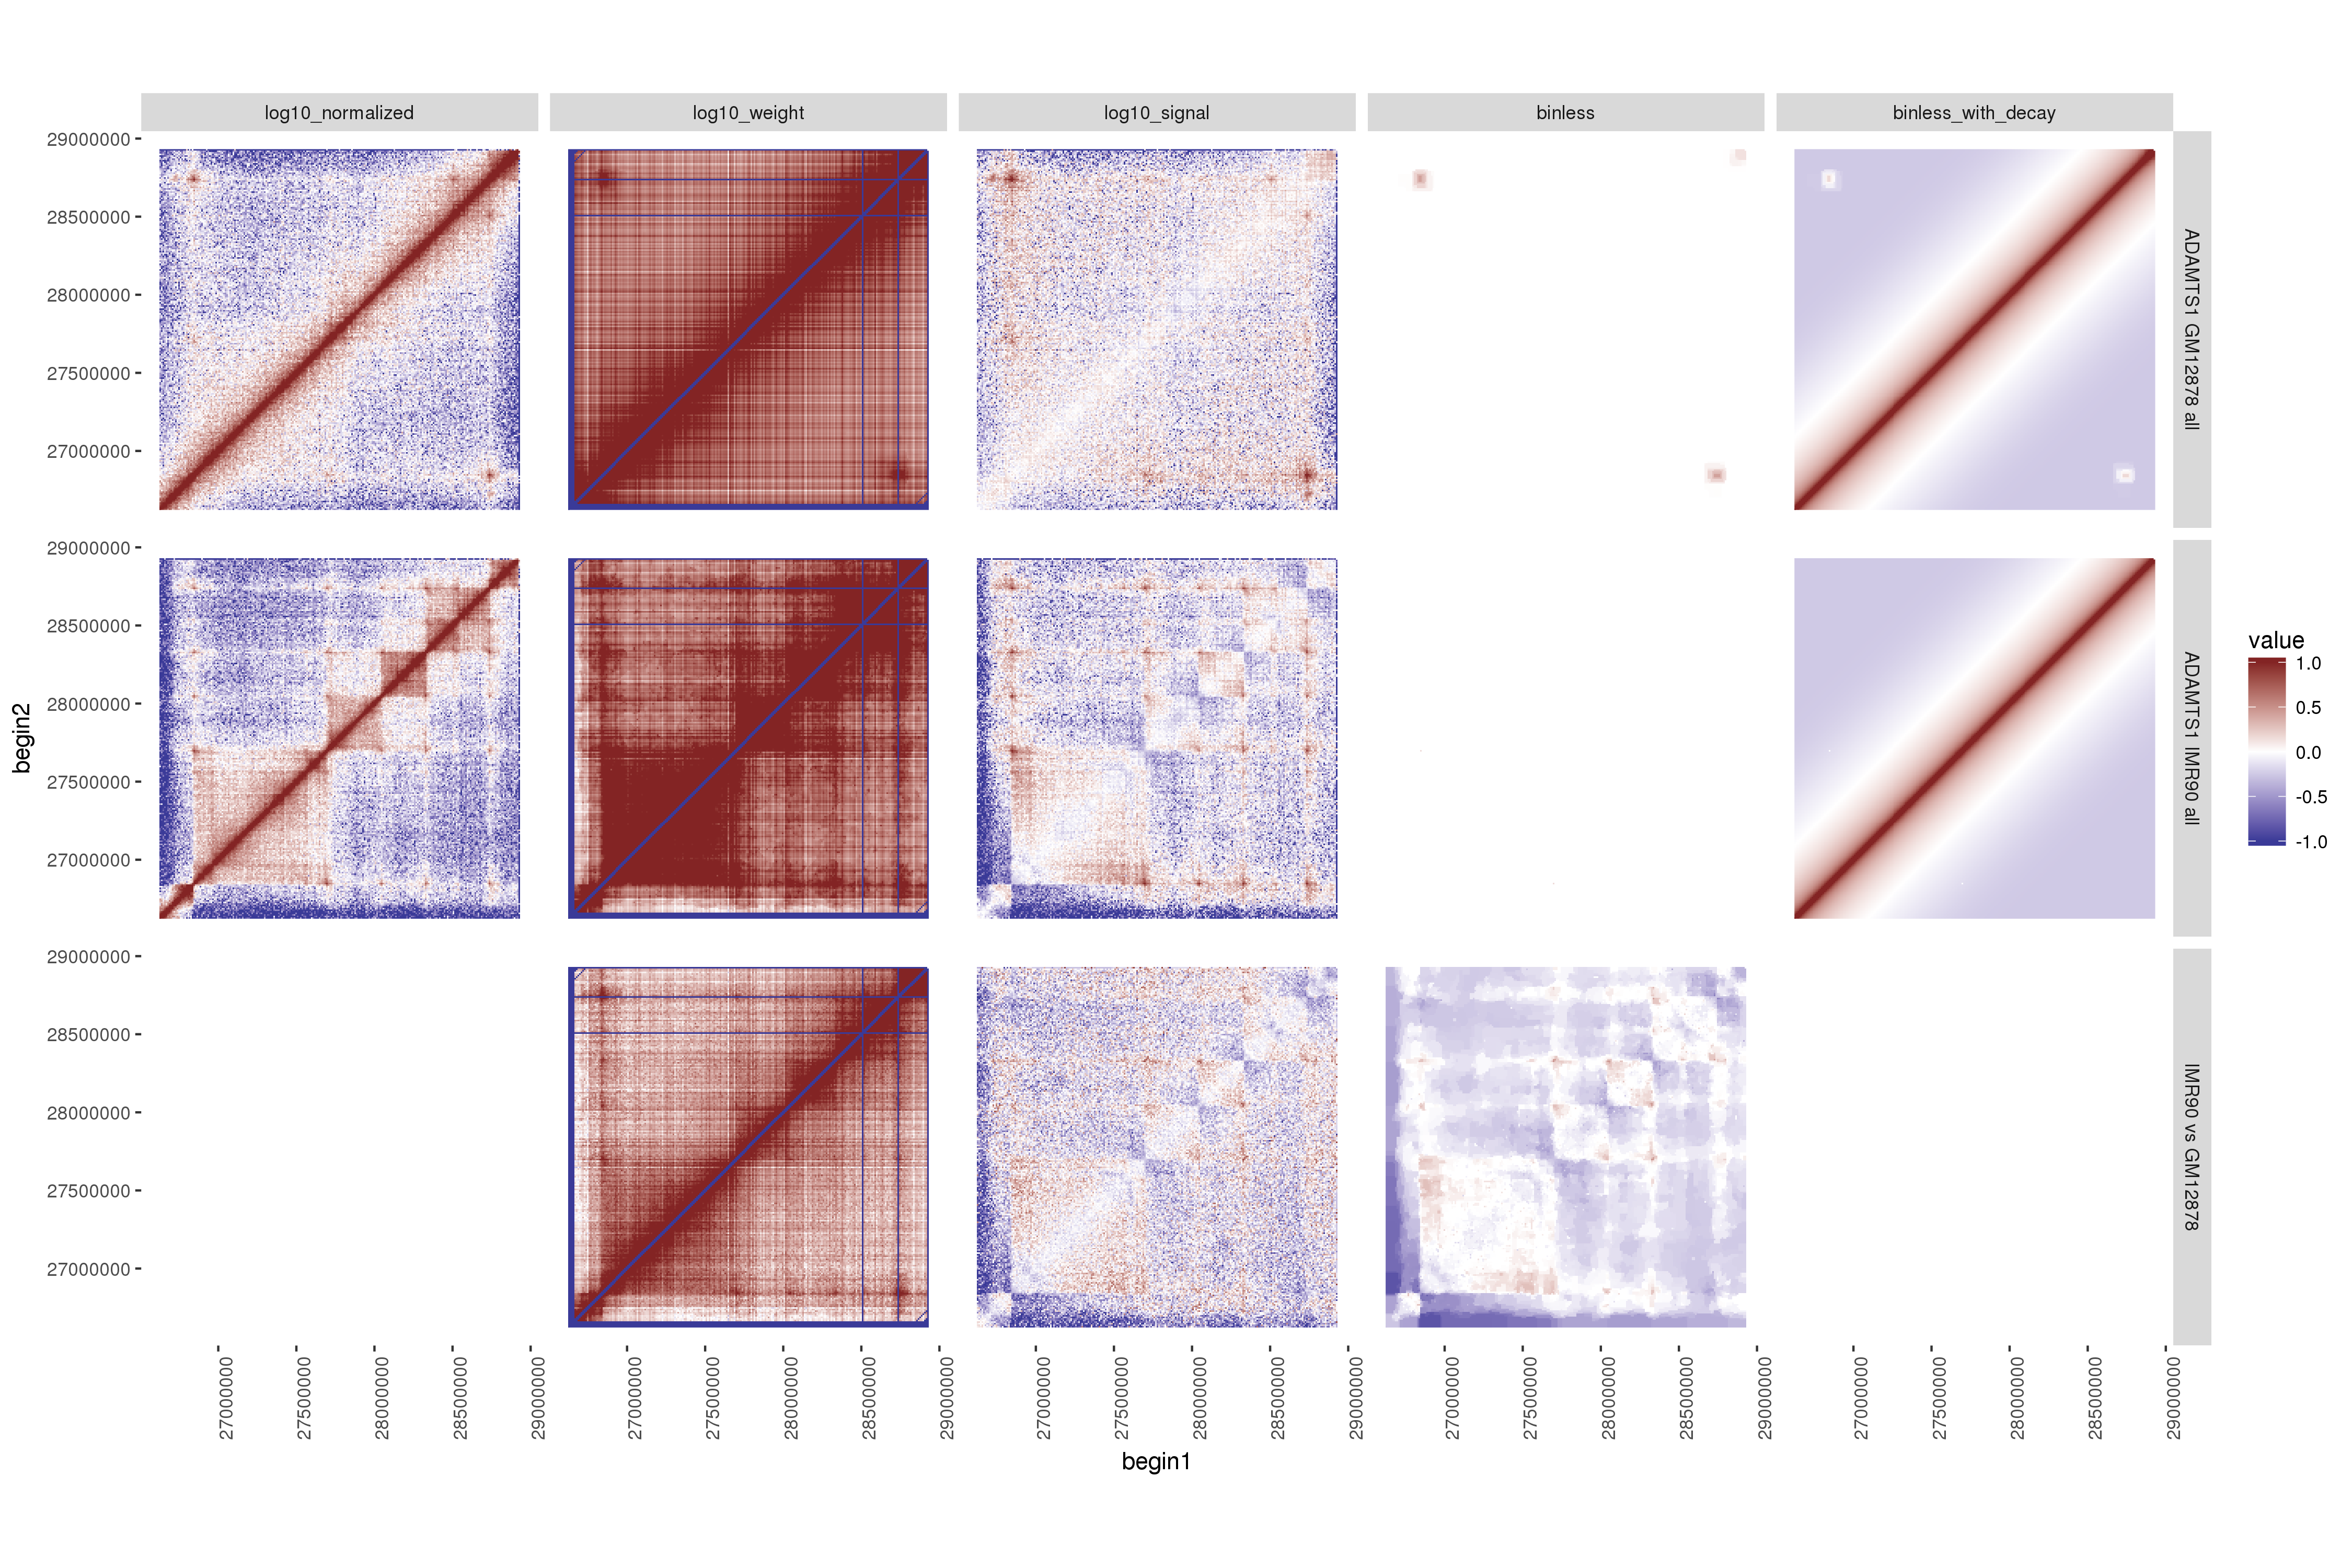 log10_normalized log10_weight log10_signal binless binless_with_decay
29000000
28500000
28000000
27500000
27000000
ADAMTS1 GM12878 all
29000000
28500000
28000000
27500000
27000000
ADAMTS1 IMR90 all
29000000
28500000
28000000
27500000
27000000
IMR90 vs GM12878
begin2
27000000 27500000 28000000 28500000 29000000 27000000 27500000 28000000 28500000 29000000 27000000 27500000 28000000 28500000 29000000 27000000 27500000 28000000 28500000 29000000 27000000 27500000 28000000 28500000 29000000
begin1
value
1.0
0.5
0.0
-0.5
-1.0